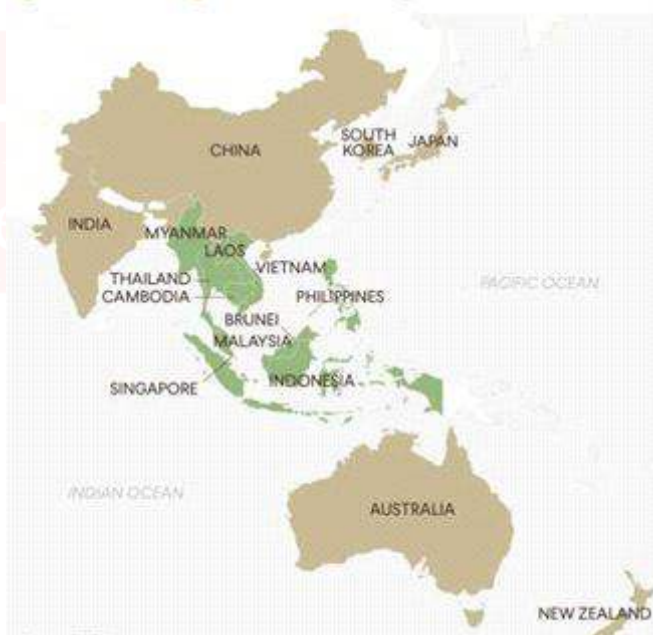 SOUTH
KOREA
JAPAN
CHINA
INDIA
MYANMAR
LAOS
VIETNAM
THAILAND
CAMBODIA
PHILIPPINES
PACIFIC OCEAN
BRUNEI
MALAYSIA
INDONESIA
SINGAPORE
INDIAN OCEAN
AUSTRALIA
NEW ZEALAND